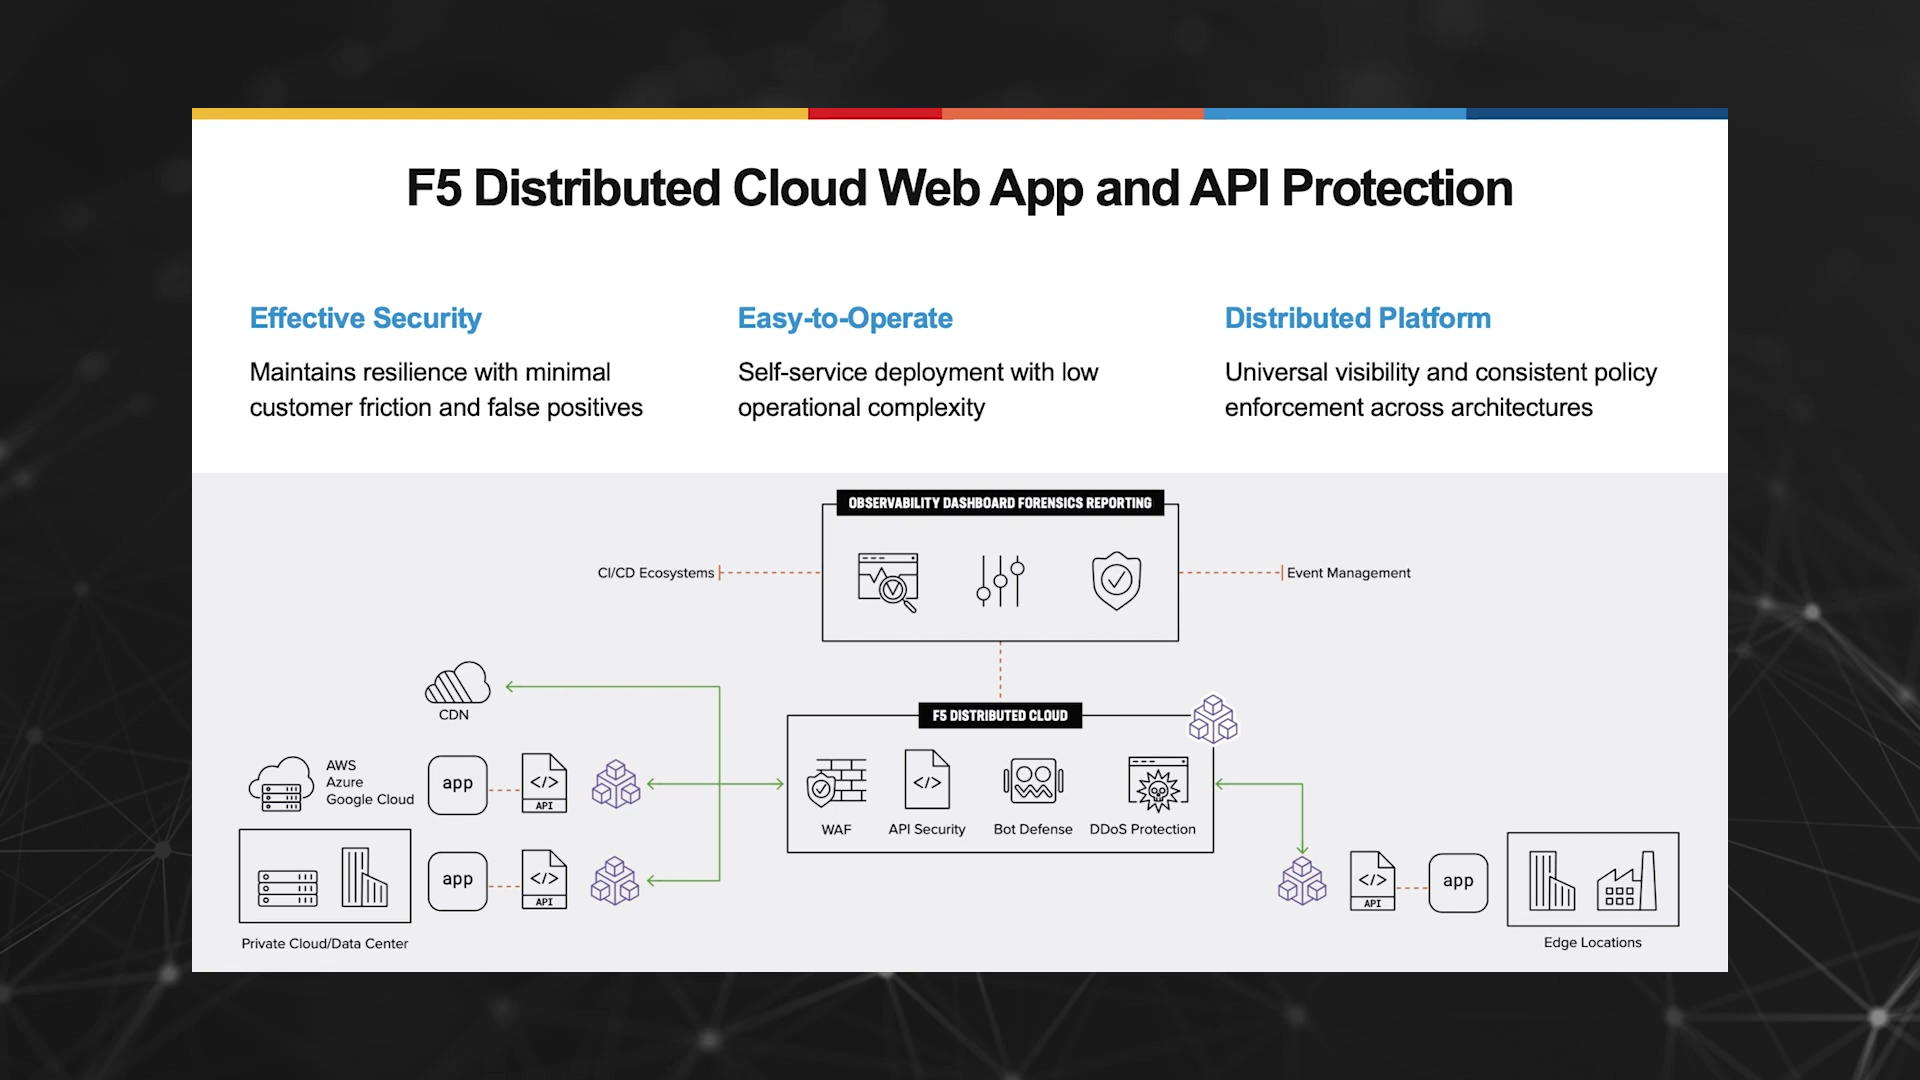 F5 Distributed Cloud Web App and API Protection
Effective Security
Maintains resilience with minimal
customer friction and false positives
Easy-to-Operate
Self-service deployment with low
operational complexity
Distributed Platform
Universal visibility and consistent policy
enforcement across architectures
OBSERVABILITY DASHBOARD FORENSICS REPORTING
CI/CD Ecosystems
Event Management
CDN
F5 DISTRIBUTED CLOUD
AWS
Azure
Google Cloud
app
</>
API
WAF
</>
API Security
Bot Defense
DDoS Protection
app
</>
API
Private Cloud/Data Center
</>
API
app
Edge Locations